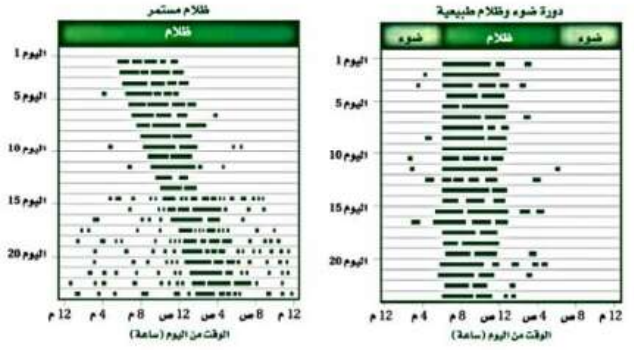 دورة ضوء وظلام طبيعية
ضوء
ظلام
ضوء
اليوم 1
اليوم 5
اليوم 10
اليوم 15
اليوم 20
12 م
4 م
8 م
12 ص
4 ص
8 ص
12 م
الوقت من اليوم (ساعة)
ظلام مستمر
ظلام
اليوم 1
اليوم 5
اليوم 10
اليوم 15
اليوم 20
12 م
4 م
8 م
12 ص
4 ص
8 ص
12 م
الوقت من اليوم (ساعة)